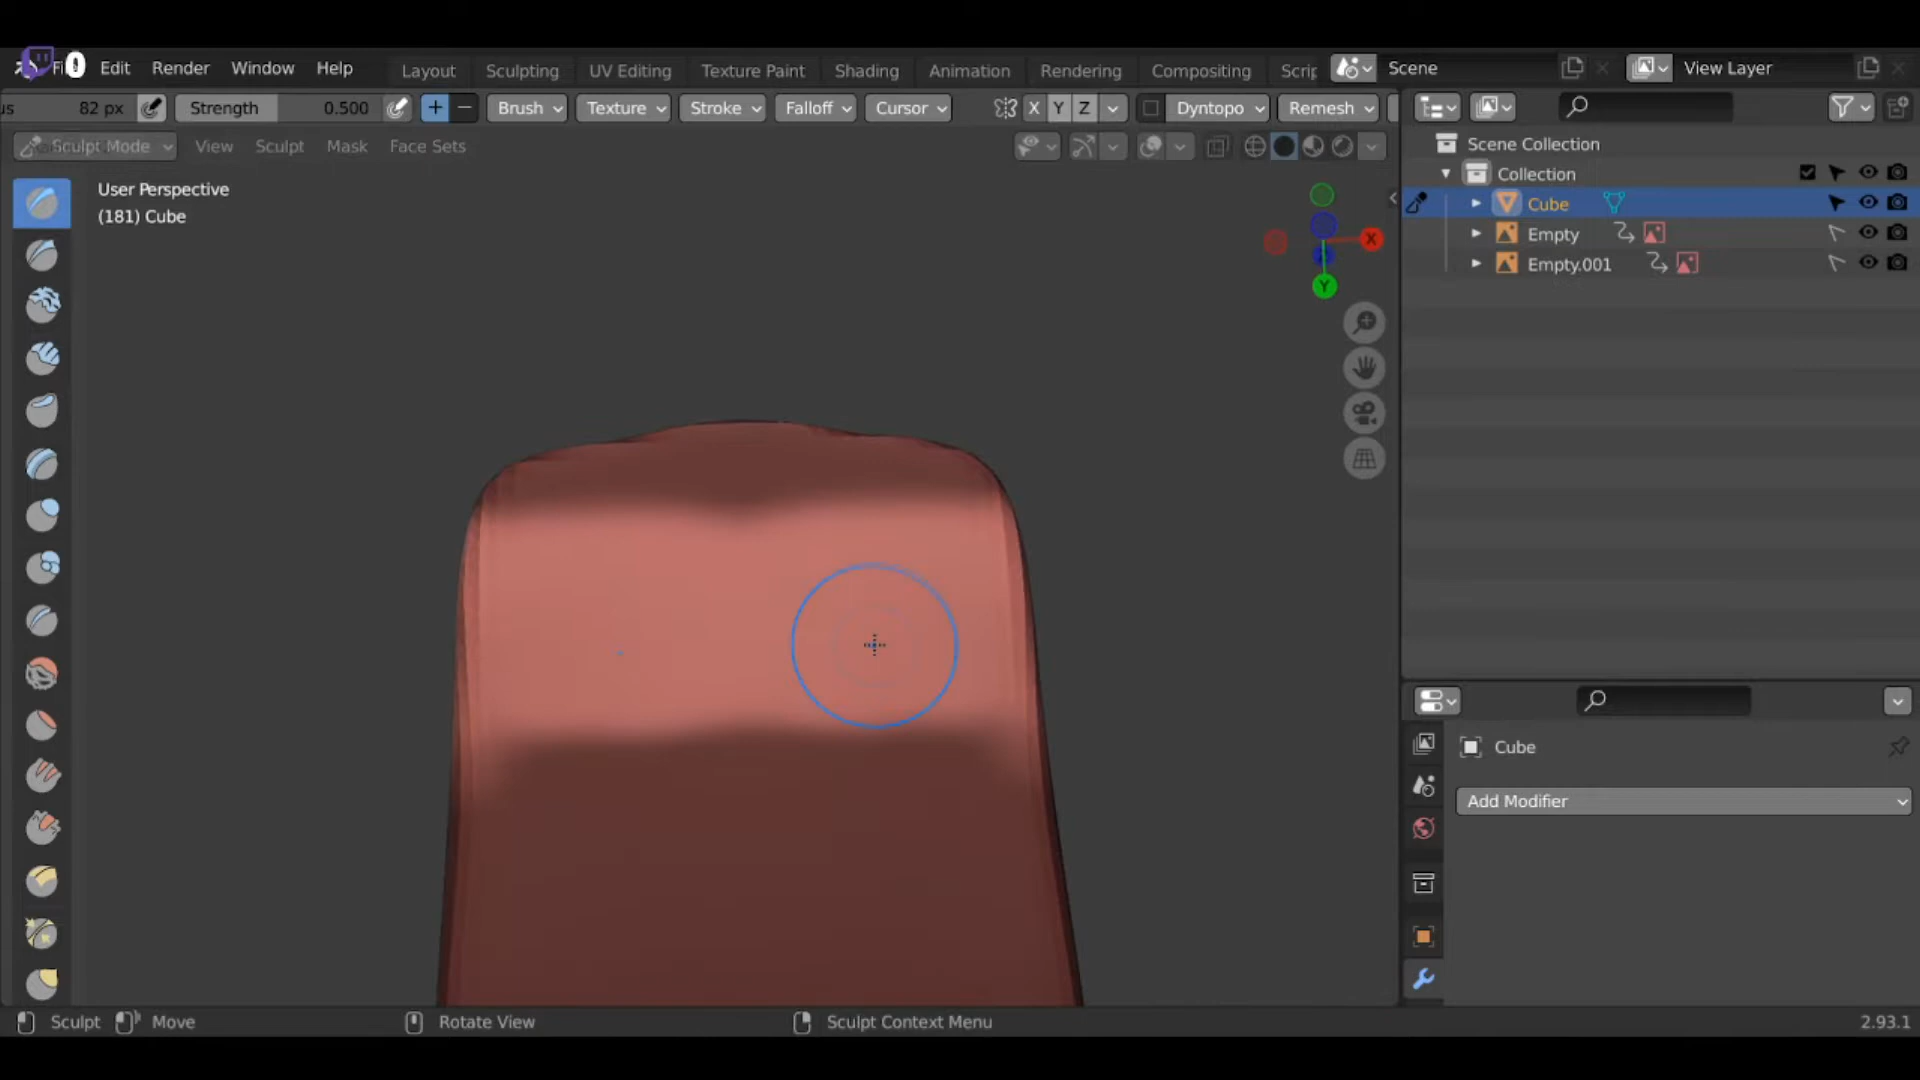 Edit Render Window Help Layout Sculpting UV Editing Texture Paint Shading Animation Rendering Compositing Scrip Scene View Layer
us 82 px Strength 0.500 + − Brush Texture Stroke Falloff Cursor X Y Z Dyntopo Remesh
Sculpt Mode View Sculpt Mask Face Sets
User Perspective
(181) Cube
X
Y
Scene Collection
Collection
Cube
Empty
Empty.001
Cube
Add Modifier
Sculpt Move Rotate View Sculpt Context Menu 2.93.1